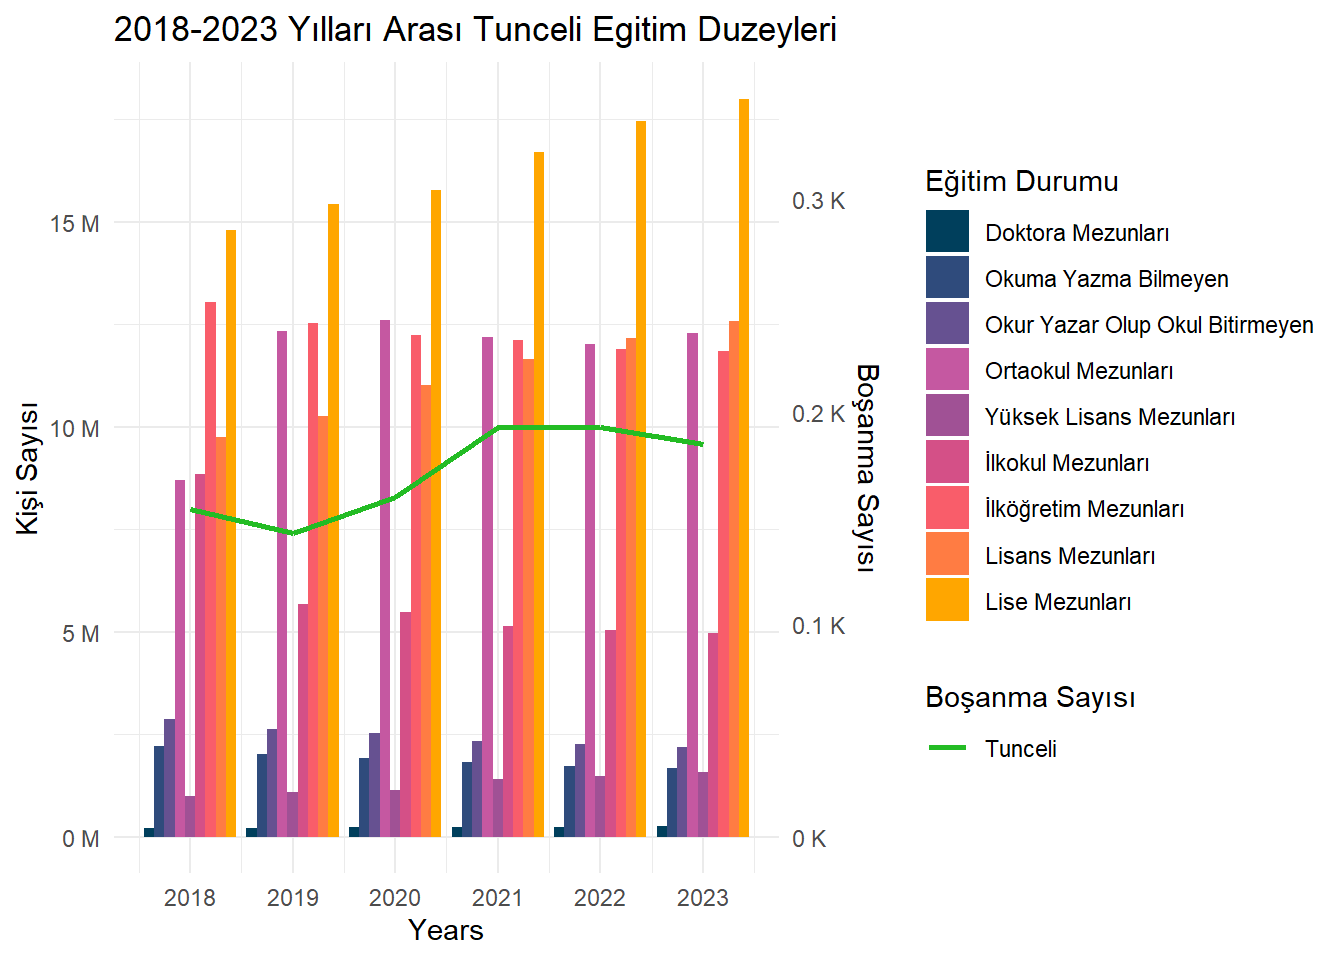 2018-2023 Yılları Arası Tunceli Egitim Duzeyleri
Kişi Sayısı
15 M
10 M
5 M
0 M
0.3 K
0.2 K
0.1 K
0 K
Boşanma Sayısı
2018 2019 2020 2021 2022 2023
Years
Eğitim Durumu
Doktora Mezunları
Okuma Yazma Bilmeyen
Okur Yazar Olup Okul Bitirmeyen
Ortaokul Mezunları
Yüksek Lisans Mezunları
İlkokul Mezunları
İlköğretim Mezunları
Lisans Mezunları
Lise Mezunları
Boşanma Sayısı
Tunceli